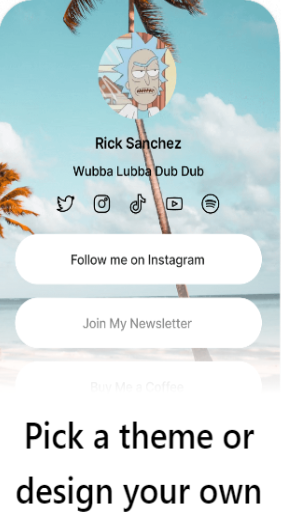 Rick Sanchez
Wubba Lubba Dub Dub
Follow me on Instagram
Join My Newsletter
Buy Me a Coffee
Pick a theme or
design your own